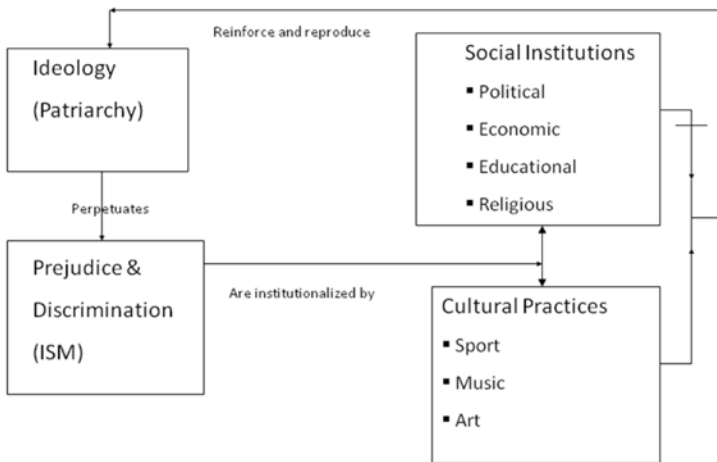 Reinforce and reproduce
Ideology
(Patriarchy)
Perpetuates
Prejudice &
Discrimination
(ISM)
Are institutionalized by
Social Institutions
▪ Political
▪ Economic
▪ Educational
▪ Religious
Cultural Practices
▪ Sport
▪ Music
▪ Art